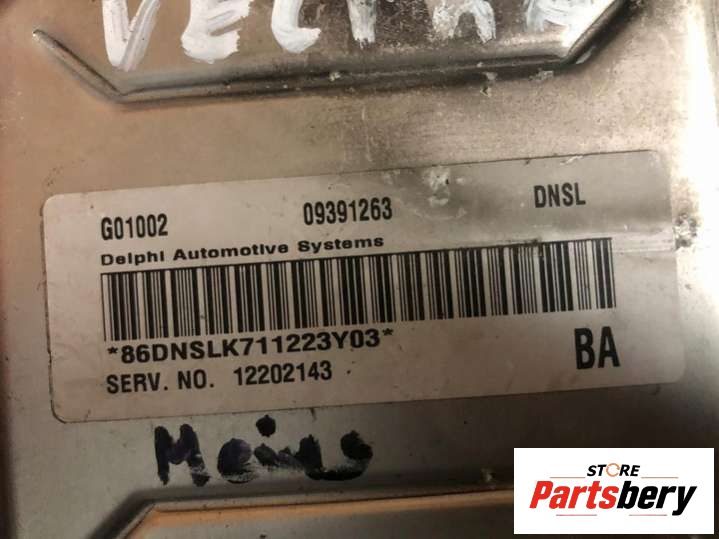 VECTRA
G01002 09391263 DNSL
Delphi Automotive Systems
*86DNSLK711223Y03*
SERV. NO. 12202143 BA
STORE
Partsbery